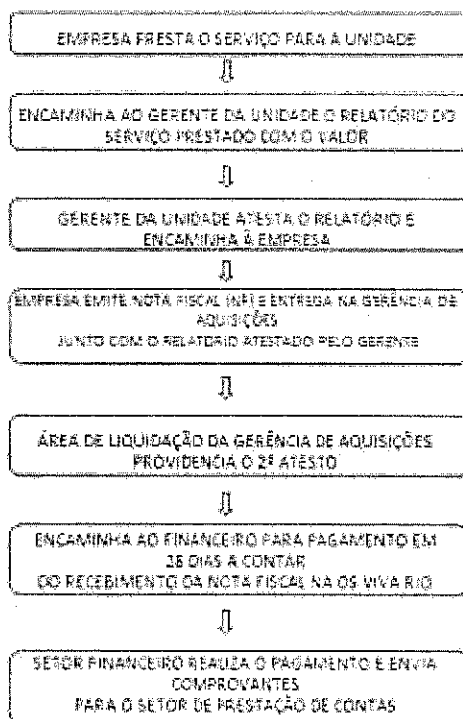 EMPRESA PRESTA O SERVIÇO PARA A UNIDADE
ENCAMINHA AO GERENTE DA UNIDADE O RELATÓRIO DO
SERVIÇO PRESTADO COM O VALOR
GERENTE DA UNIDADE ATESTA O RELATÓRIO E
ENCAMINHA À EMPRESA
EMPRESA EMITE NOTA FISCAL (NF) E ENTREGA NA GERÊNCIA DE
AQUISIÇÕES
JUNTO COM O RELATÓRIO ATESTADO PELO GERENTE
ÁREA DE LIQUIDAÇÃO DA GERÊNCIA DE AQUISIÇÕES
PROVIDENCIA O 2º ATESTO
ENCAMINHA AO FINANCEIRO PARA PAGAMENTO EM
28 DIAS A CONTAR
DO RECEBIMENTO DA NOTA FISCAL NA OS VIVA RIO
SETOR FINANCEIRO REALIZA O PAGAMENTO E ENVIA
COMPROVANTES
PARA O SETOR DE PRESTAÇÃO DE CONTAS